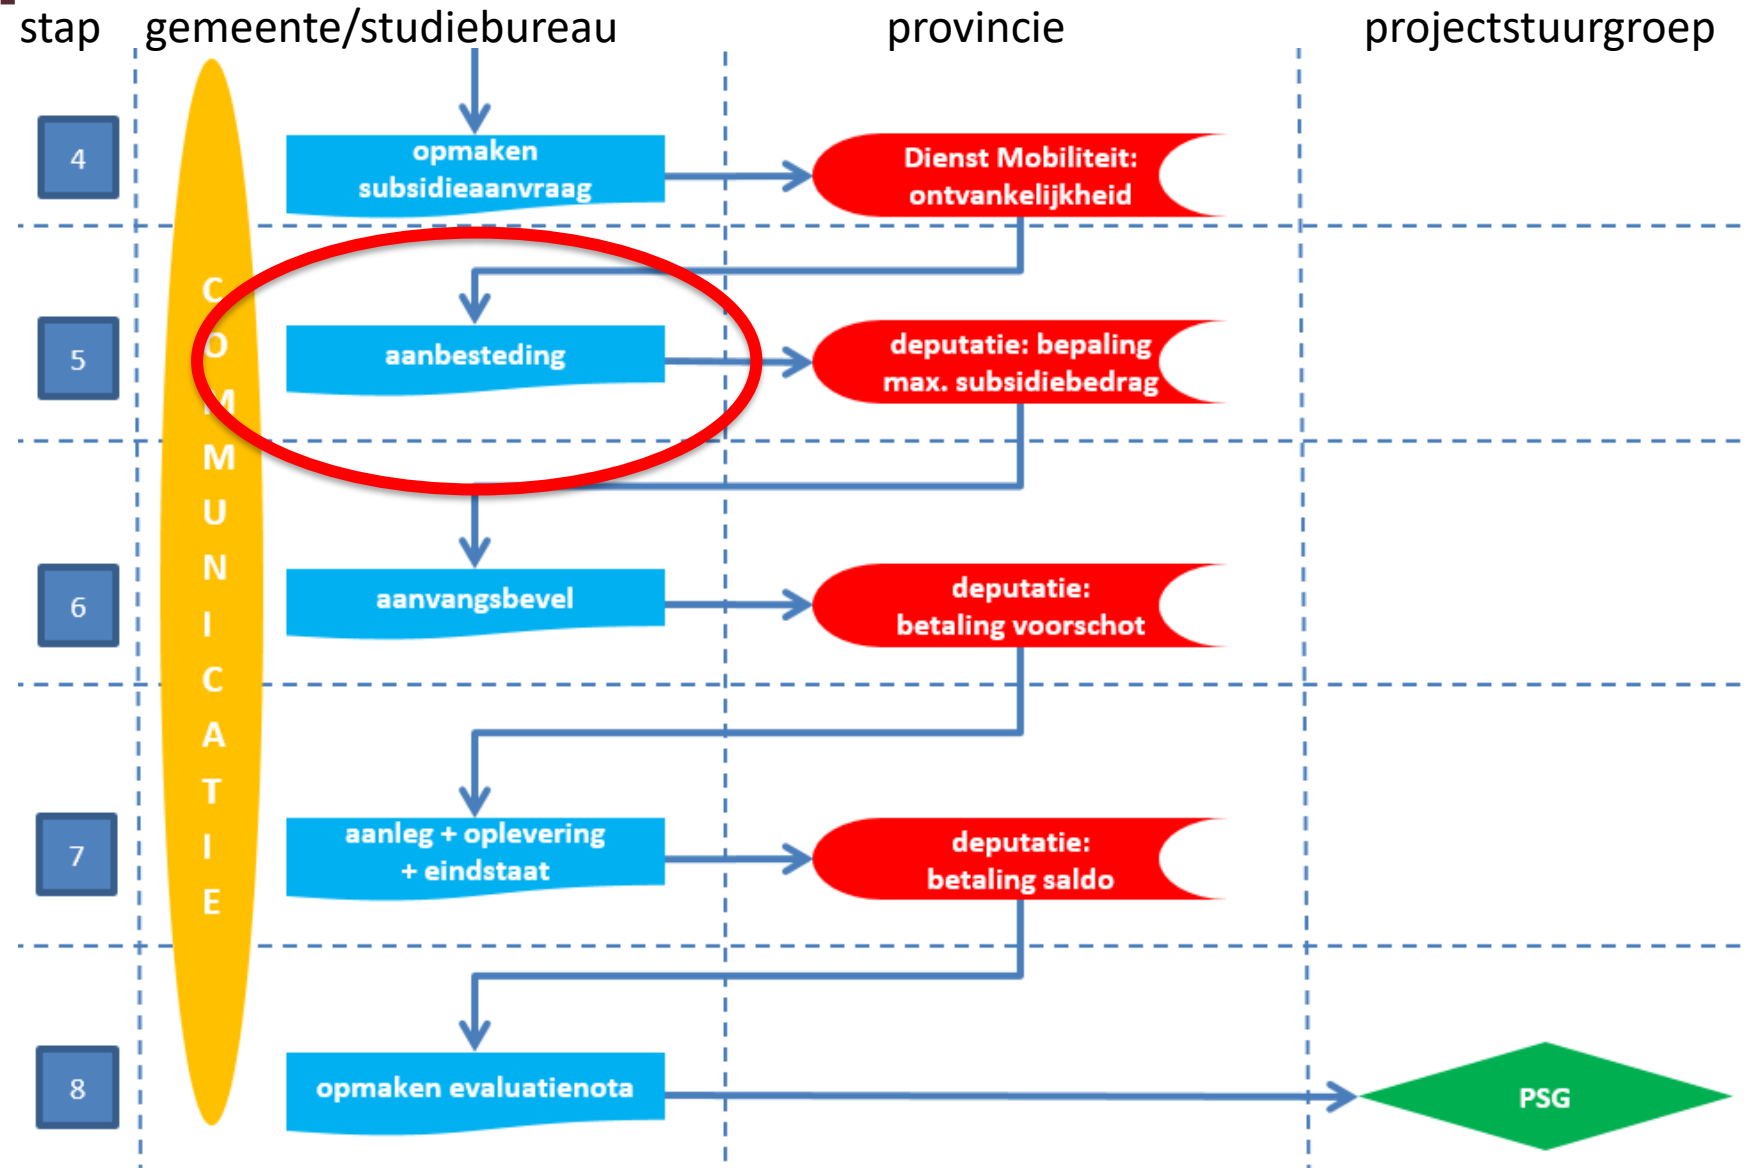 stap gemeente/studiebureau provincie projectstuurgroep
4
opmaken
subsidieaanvraag
Dienst Mobiliteit:
ontvankelijkheid
5
aanbesteding
deputatie: bepaling
max. subsidiebedrag
6
aanvangsbevel
deputatie:
betaling voorschot
7
aanleg + oplevering
+ eindstaat
deputatie:
betaling saldo
8
opmaken evaluatienota
PSG
C
O
M
M
U
N
I
C
A
T
I
E